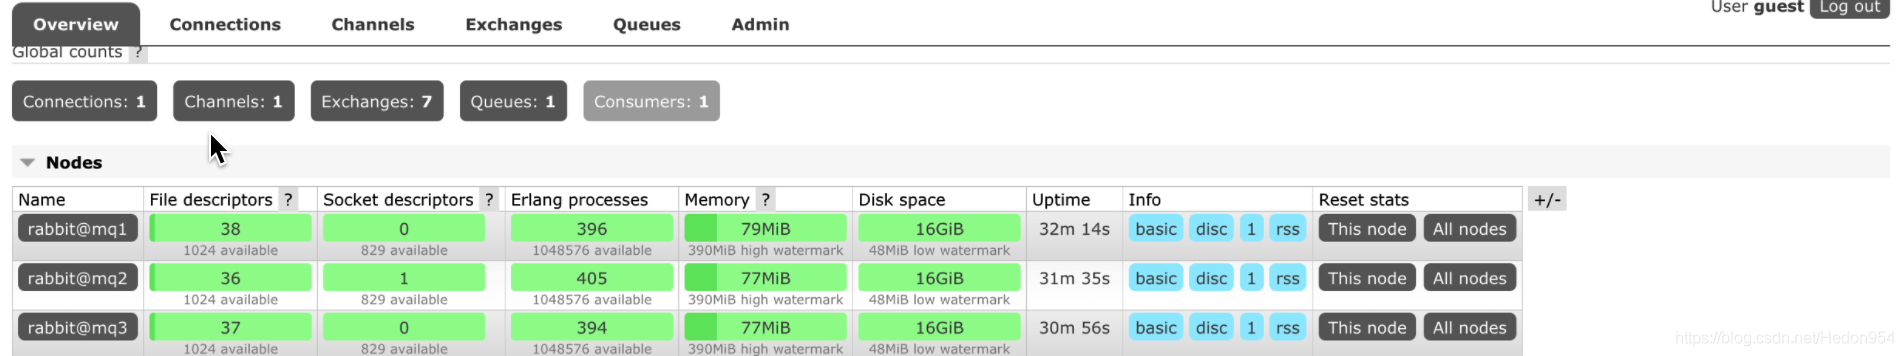 User guest Log out
Overview Connections Channels Exchanges Queues Admin
Global counts ?
Connections: 1 Channels: 1 Exchanges: 7 Queues: 1 Consumers: 1
Nodes
Name File descriptors ? Socket descriptors ? Erlang processes Memory ? Disk space Uptime Info Reset stats +/-
rabbit@mq1 38 0 396 79MiB 16GiB 32m 14s basic disc 1 rss This node All nodes
1024 available 829 available 1048576 available 390MiB high watermark 48MiB low watermark
rabbit@mq2 36 1 405 77MiB 16GiB 31m 35s basic disc 1 rss This node All nodes
1024 available 829 available 1048576 available 390MiB high watermark 48MiB low watermark
rabbit@mq3 37 0 394 77MiB 16GiB 30m 56s basic disc 1 rss This node All nodes
1024 available 829 available 1048576 available 390MiB high watermark 48MiB low watermark
https://blog.csdn.net/Hedon954